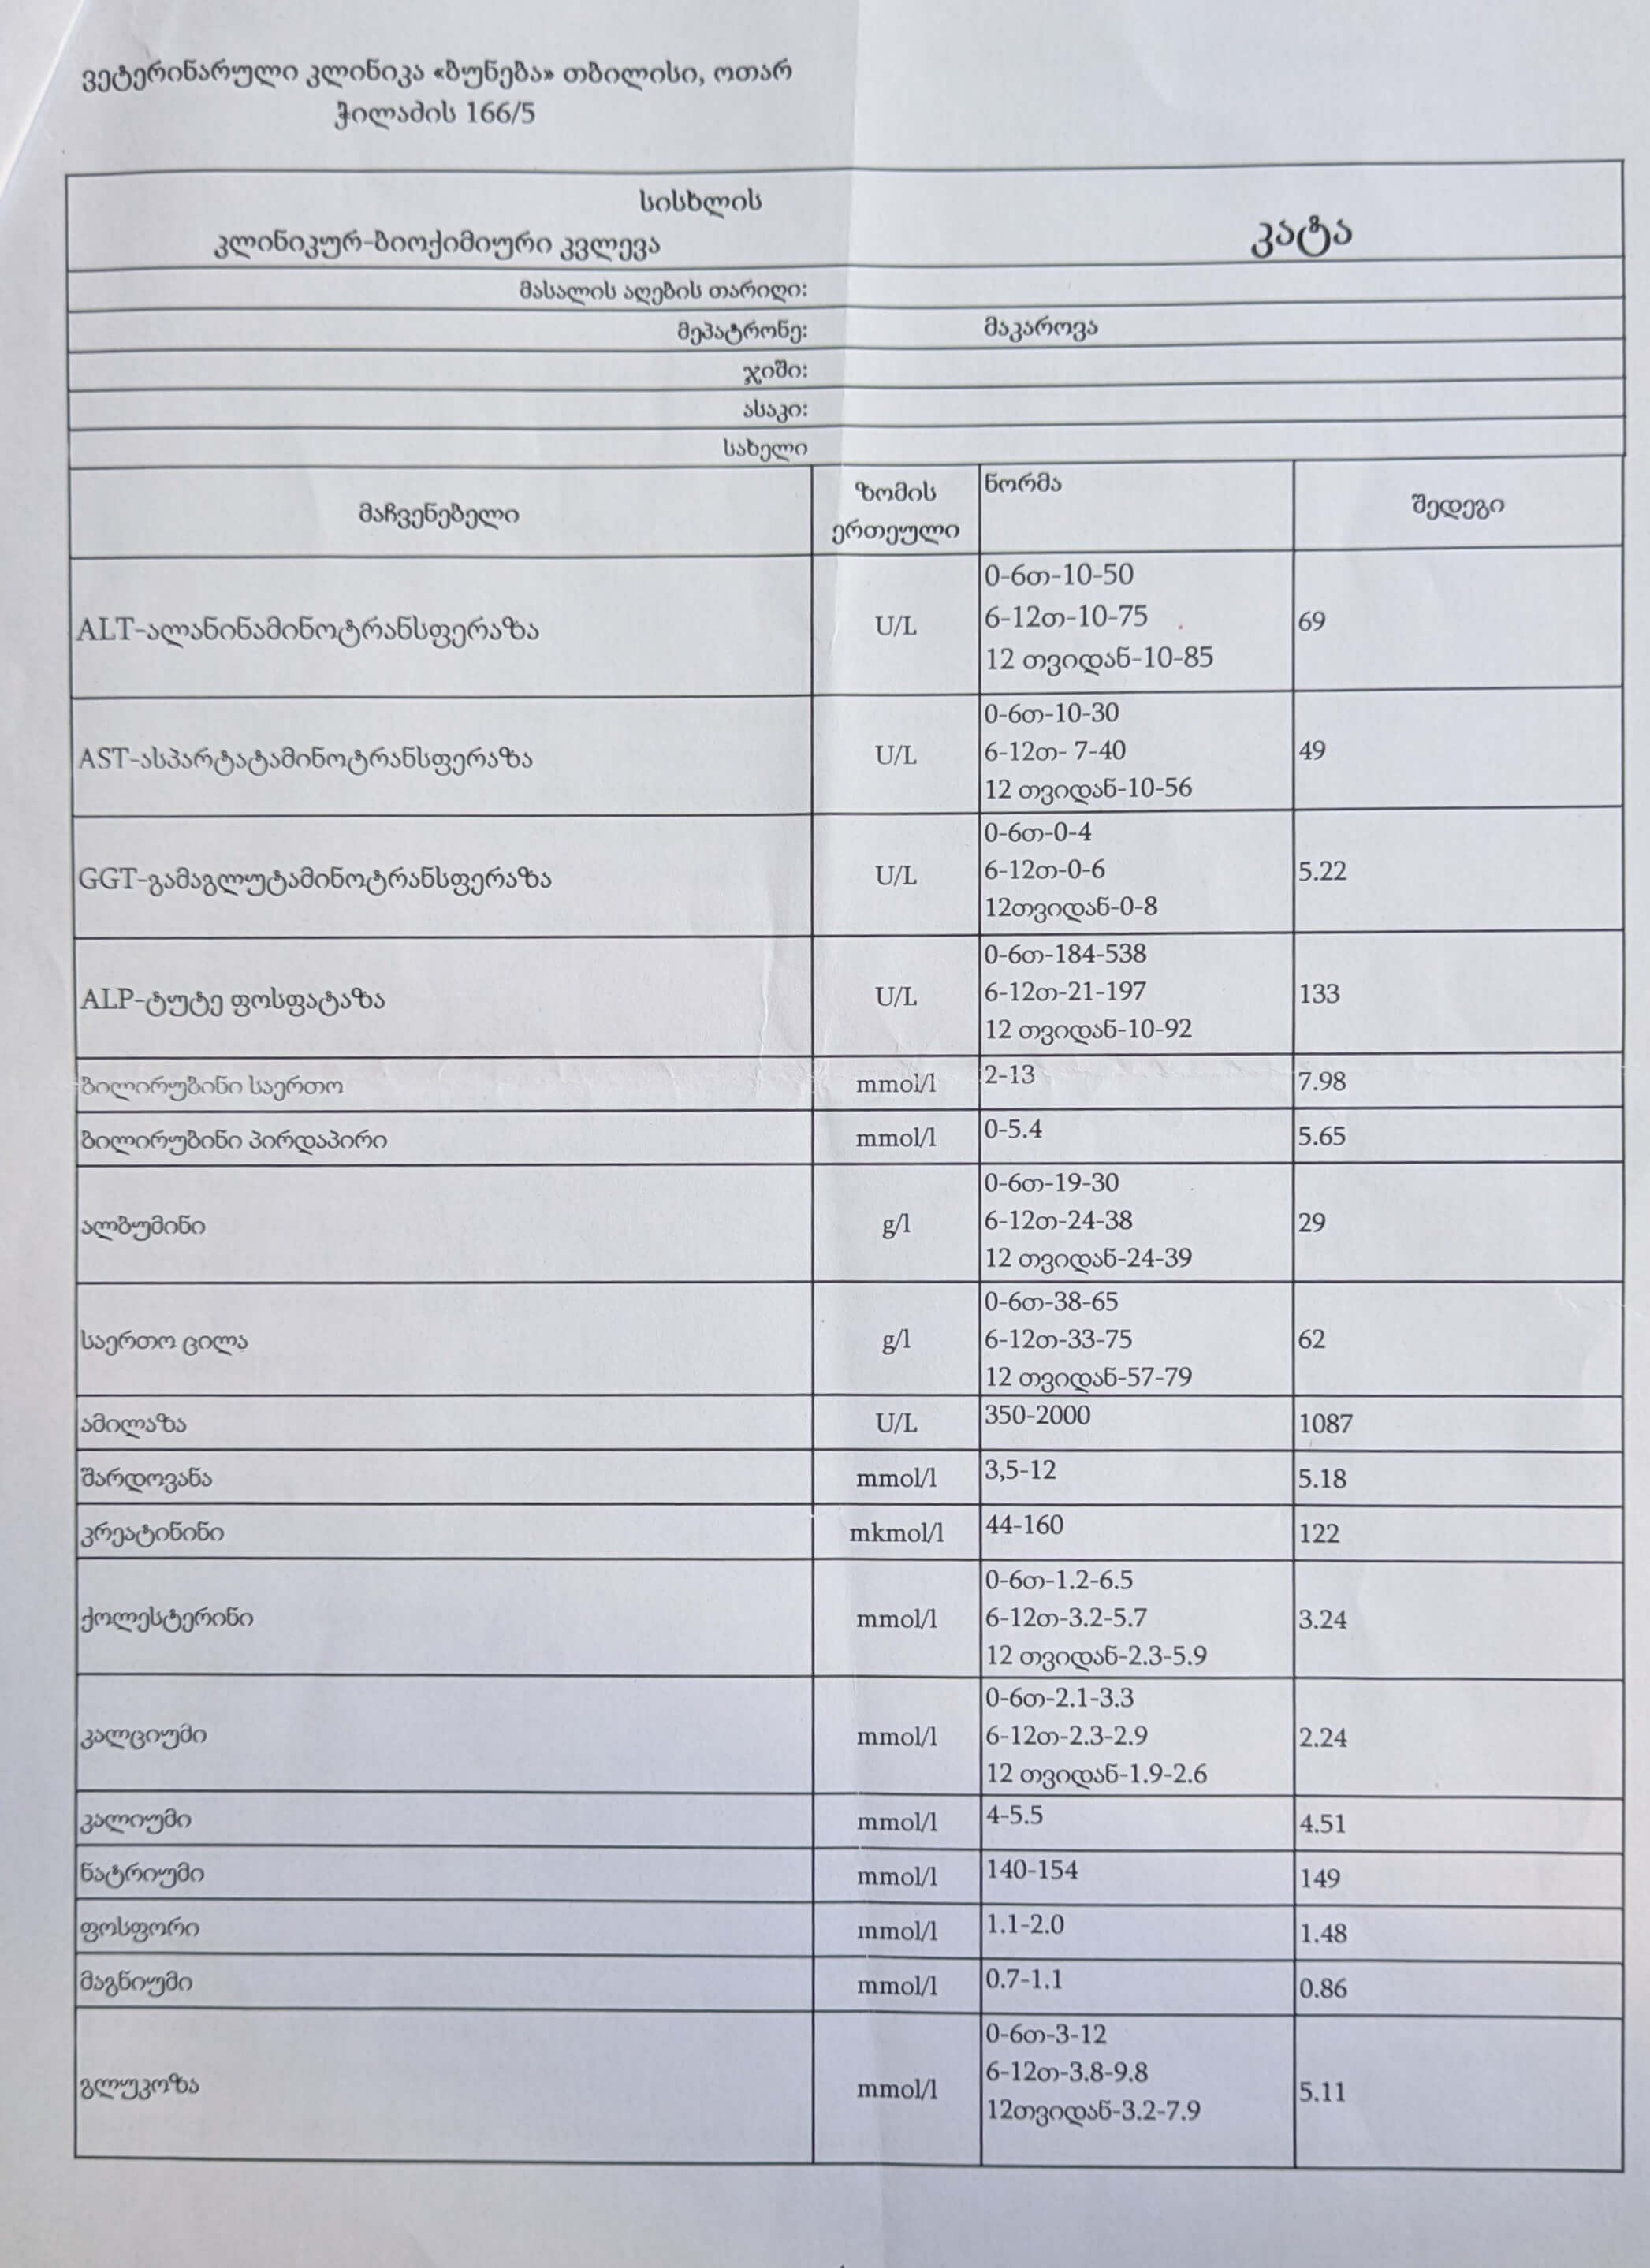 ვეტერინარული კლინიკა «ბუნება» თბილისი, ოთარ
ჭილაძის 166/5
სისხლის
კლინიკურ-ბიოქიმიური კვლევა
კატა
მასალის აღების თარიღი:
მეპატრონე: მაკაროვა
ჯიში:
ასაკი:
სახელი
მაჩვენებელი
ზომის
ერთეული
ნორმა
შედეგი
ALT-ალანინამინოტრანსფერაზა
U/L
0-6თ-10-50
6-12თ-10-75
12 თვიდან-10-85
69
AST-ასპარტატამინოტრანსფერაზა
U/L
0-6თ-10-30
6-12თ- 7-40
12 თვიდან-10-56
49
GGT-გამაგლუტამინოტრანსფერაზა
U/L
0-6თ-0-4
6-12თ-0-6
12თვიდან-0-8
5.22
ALP-ტუტე ფოსფატაზა
U/L
0-6თ-184-538
6-12თ-21-197
12 თვიდან-10-92
133
ბილირუბინი საერთო mmol/l 2-13 7.98
ბილირუბინი პირდაპირი mmol/l 0-5.4 5.65
ალბუმინი
g/l
0-6თ-19-30
6-12თ-24-38
12 თვიდან-24-39
29
საერთო ცილა
g/l
0-6თ-38-65
6-12თ-33-75
12 თვიდან-57-79
62
ამილაზა U/L 350-2000 1087
შარდოვანა mmol/l 3,5-12 5.18
კრეატინინი mkmol/l 44-160 122
ქოლესტერინი
mmol/l
0-6თ-1.2-6.5
6-12თ-3.2-5.7
12 თვიდან-2.3-5.9
3.24
კალციუმი
mmol/l
0-6თ-2.1-3.3
6-12თ-2.3-2.9
12 თვიდან-1.9-2.6
2.24
კალიუმი mmol/l 4-5.5 4.51
ნატრიუმი mmol/l 140-154 149
ფოსფორი mmol/l 1.1-2.0 1.48
მაგნიუმი mmol/l 0.7-1.1 0.86
გლუკოზა
mmol/l
0-6თ-3-12
6-12თ-3.8-9.8
12თვიდან-3.2-7.9
5.11